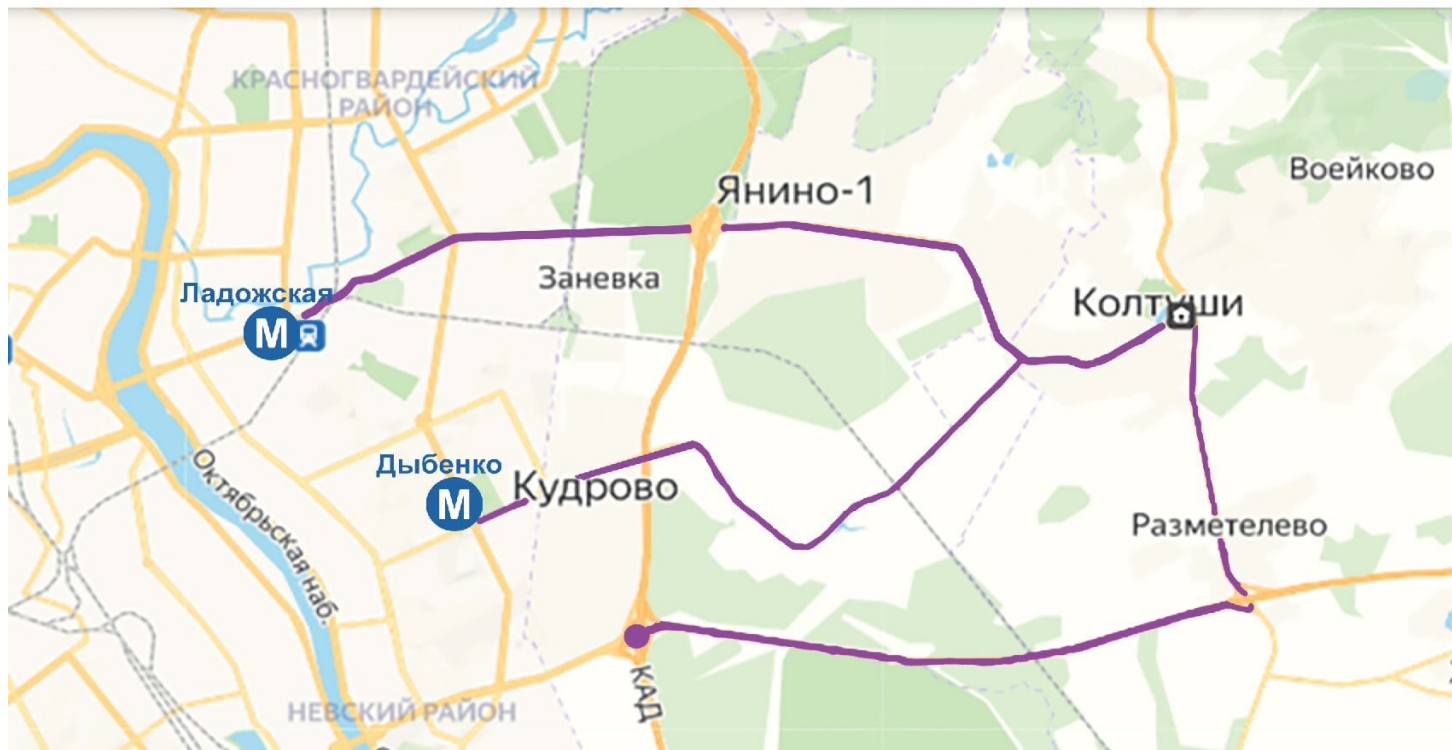 КРАСНОГВАРДЕЙСКИЙ
РАЙОН
Воейково
Янино-1
Заневка
Ладожская
М
Колтуши
Дыбенко
М
Кудрово
Октябрьская наб.
Разметелево
КАД
НЕВСКИЙ РАЙОН